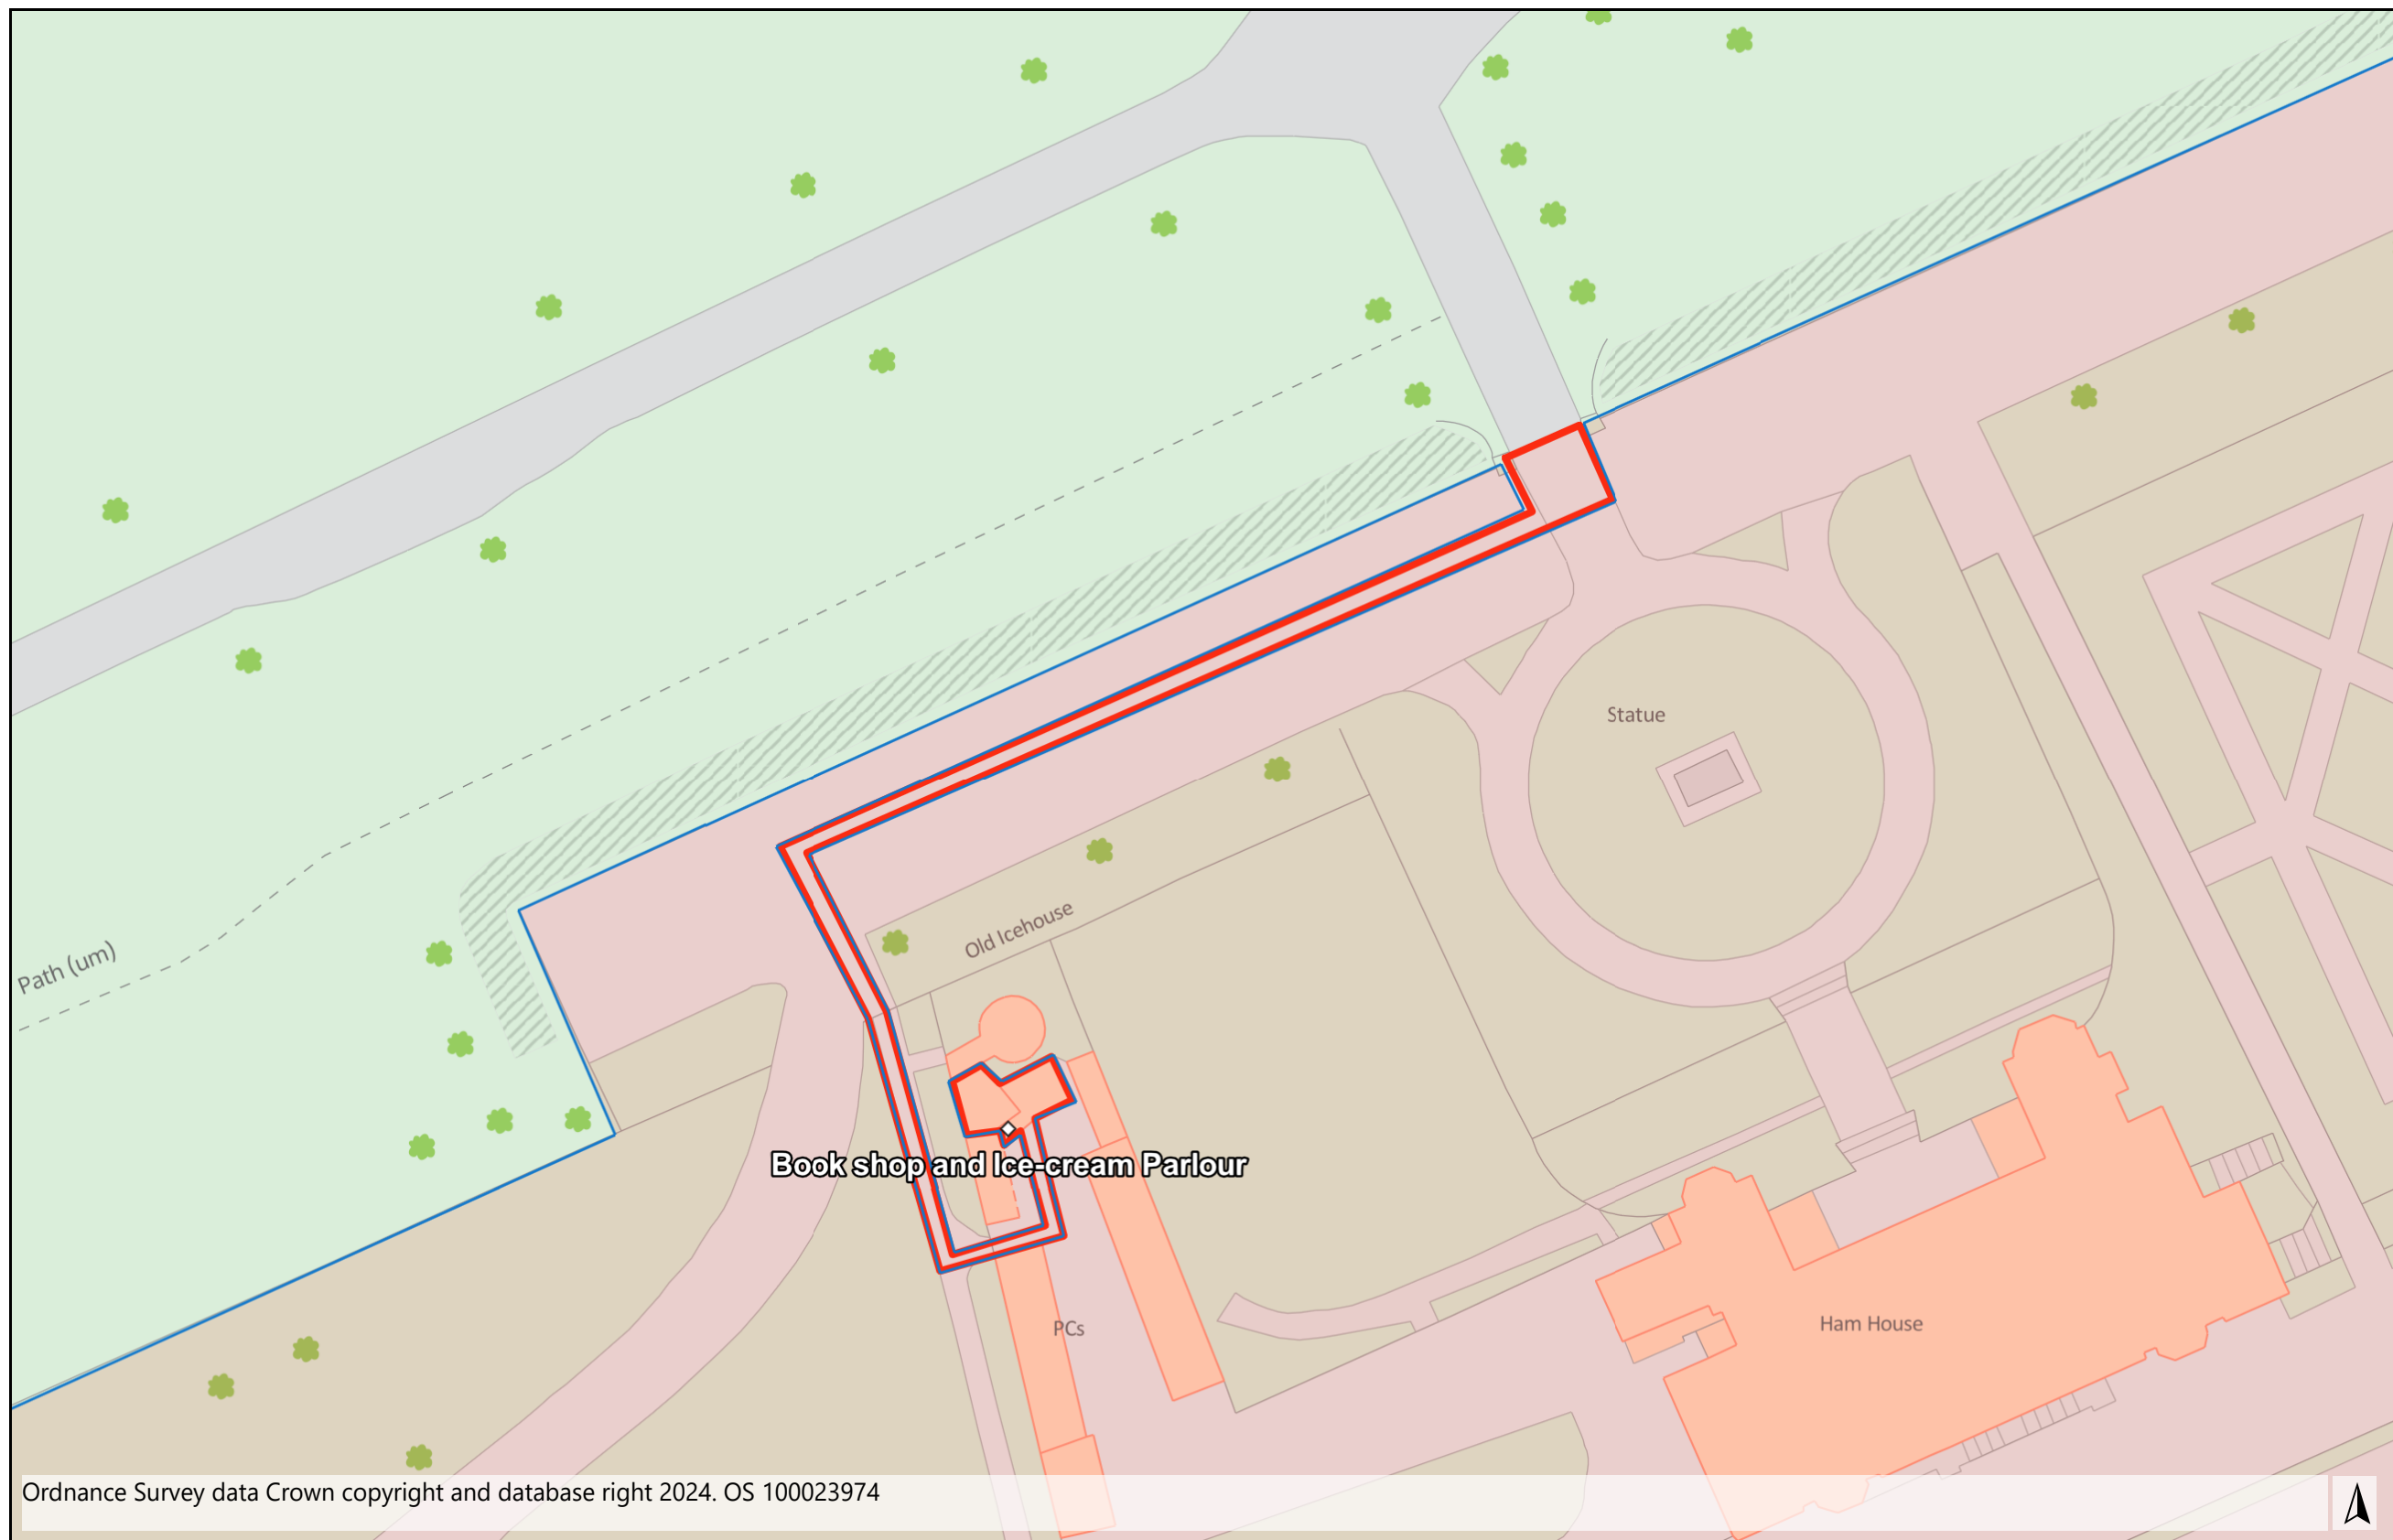 Statue
Old Icehouse
Path (um)
Book shop and Ice-cream Parlour
PCs
Ham House
Ordnance Survey data Crown copyright and database right 2024. OS 100023974